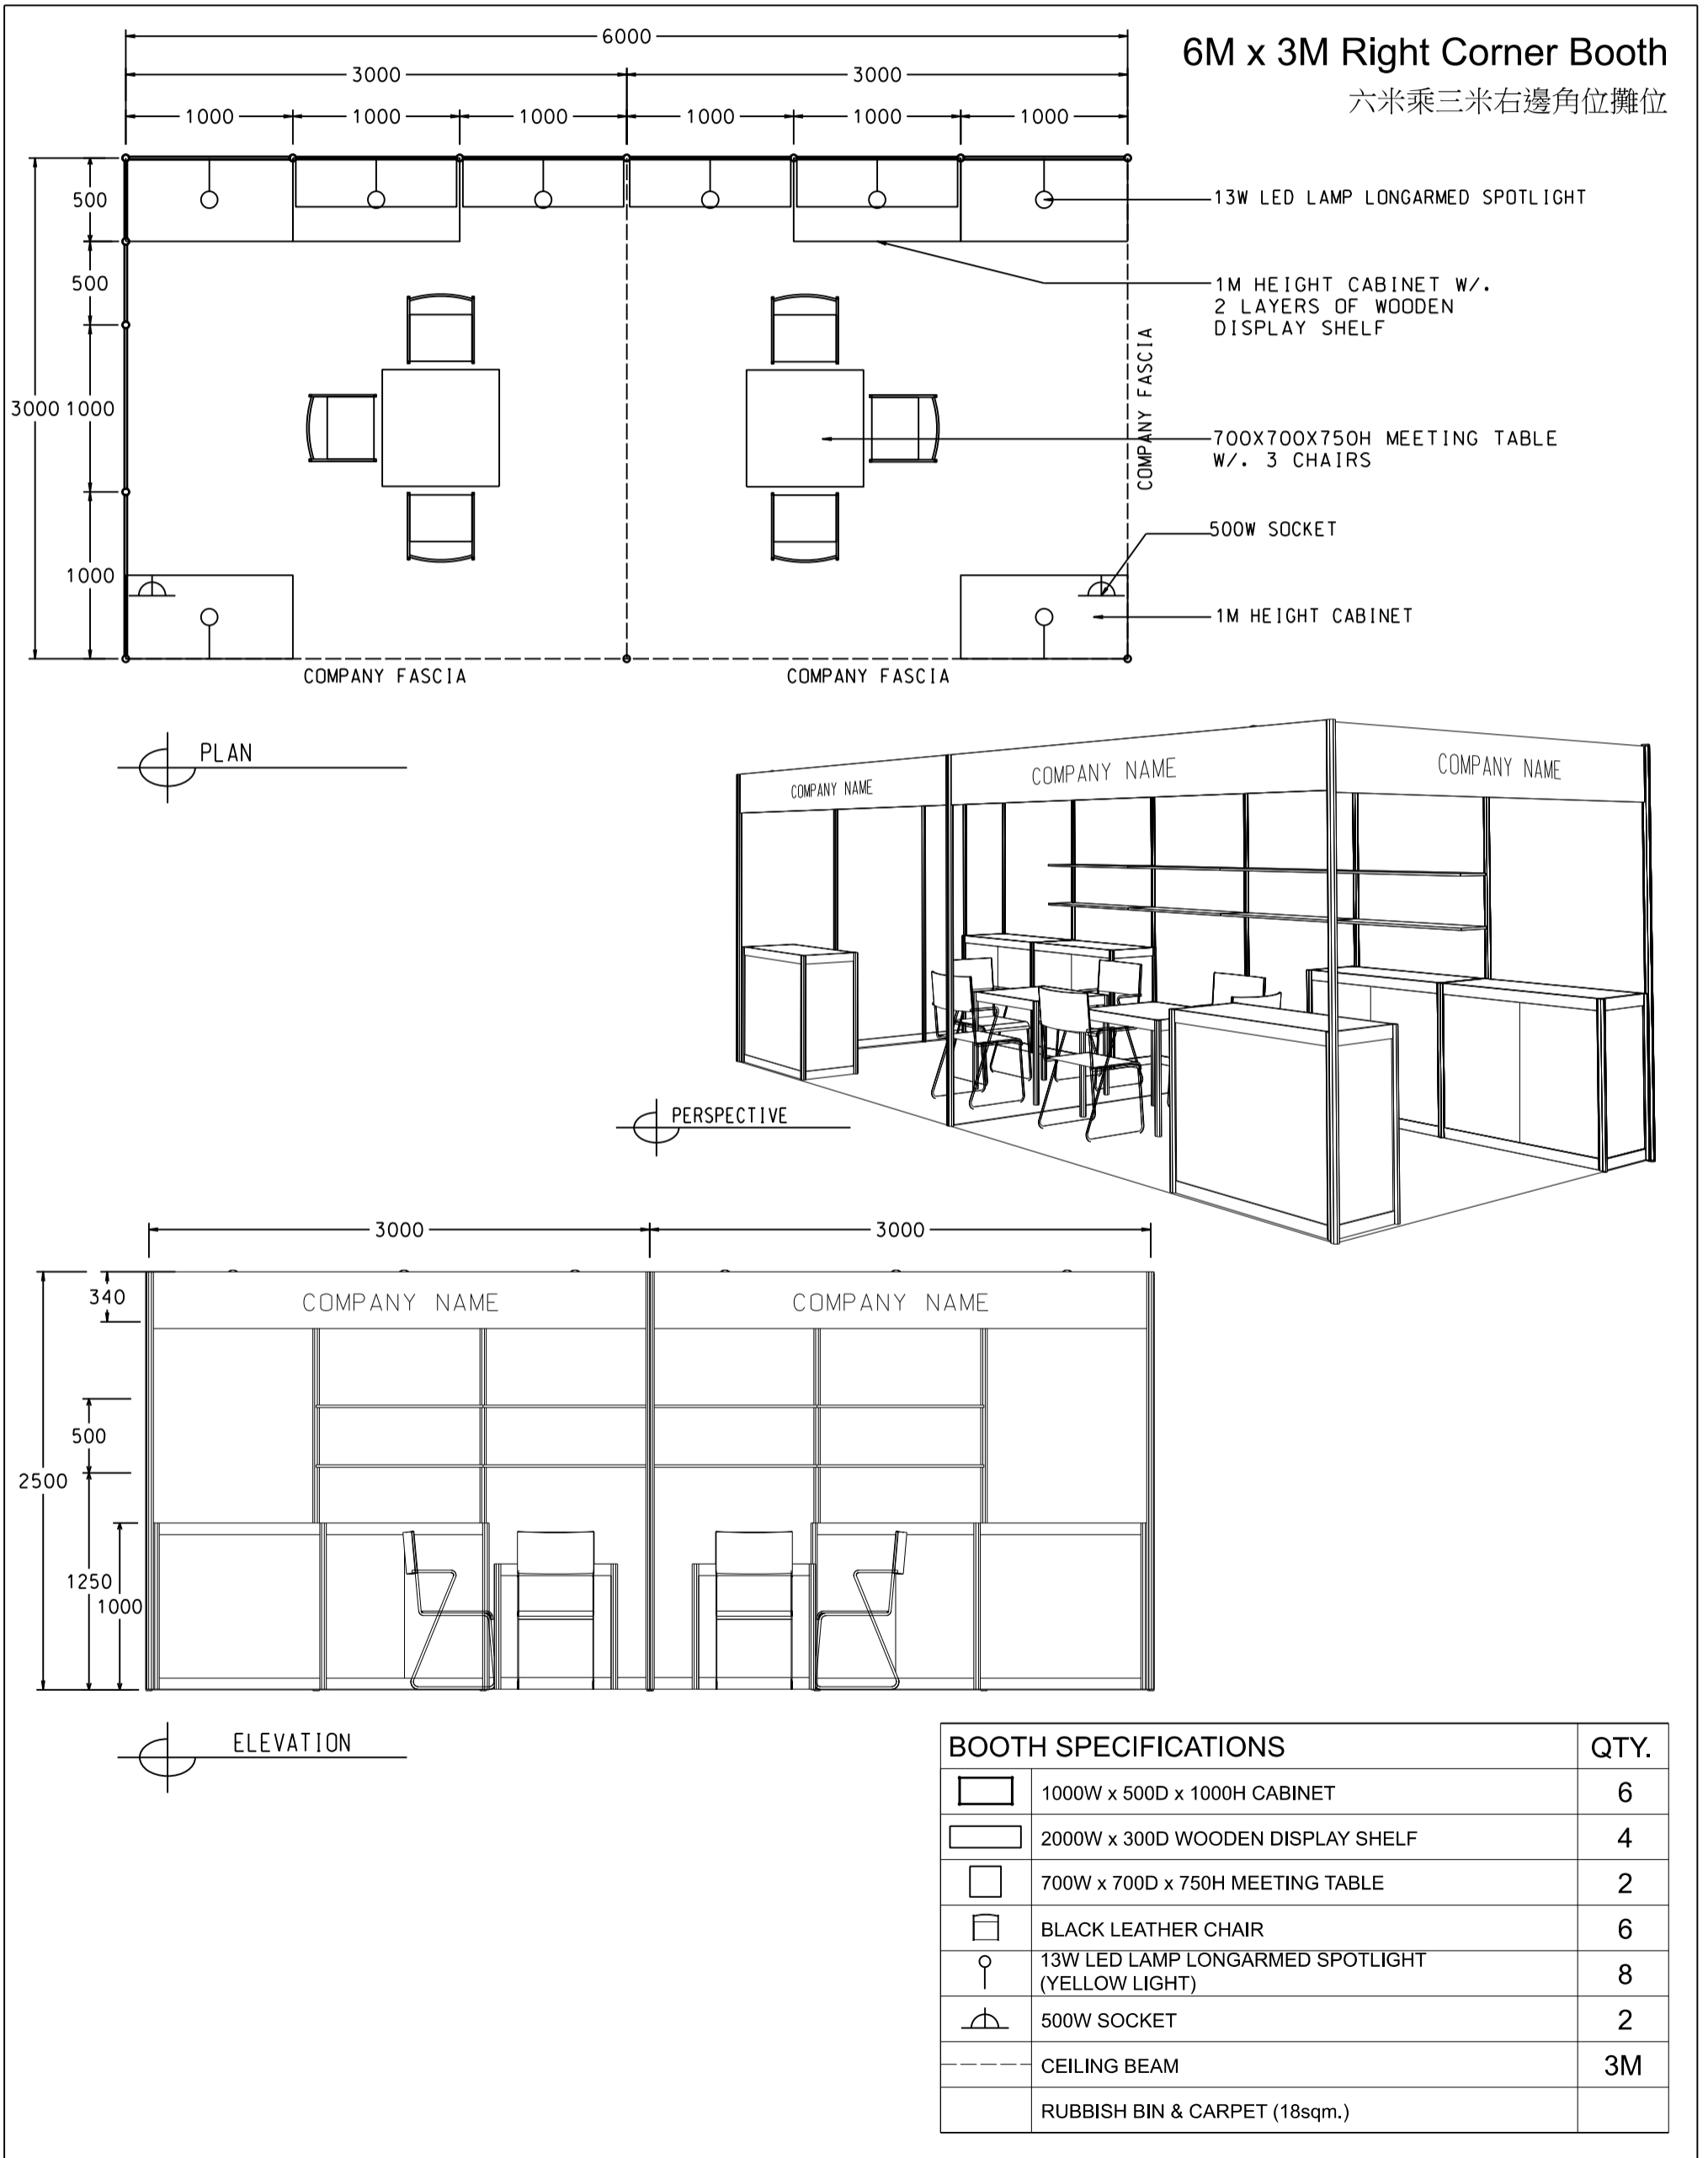 6M x 3M Right Corner Booth
六米乘三米右邊角位攤位
6000
3000
3000
1000
1000
1000
1000
1000
1000
500
500
3000
1000
1000
13W LED LAMP LONGARMED SPOTLIGHT
1M HEIGHT CABINET W/.
2 LAYERS OF WOODEN
DISPLAY SHELF
COMPANY FASCIA
700X700X750H MEETING TABLE
W/. 3 CHAIRS
500W SOCKET
1M HEIGHT CABINET
COMPANY FASCIA
COMPANY FASCIA
PLAN
COMPANY NAME
COMPANY NAME
COMPANY NAME
PERSPECTIVE
3000
3000
340
COMPANY NAME
COMPANY NAME
500
2500
1250
1000
ELEVATION
BOOTH SPECIFICATIONS QTY.
1000W x 500D x 1000H CABINET 6
2000W x 300D WOODEN DISPLAY SHELF 4
700W x 700D x 750H MEETING TABLE 2
BLACK LEATHER CHAIR 6
13W LED LAMP LONGARMED SPOTLIGHT
(YELLOW LIGHT) 8
500W SOCKET 2
CEILING BEAM 3M
RUBBISH BIN & CARPET (18sqm.)